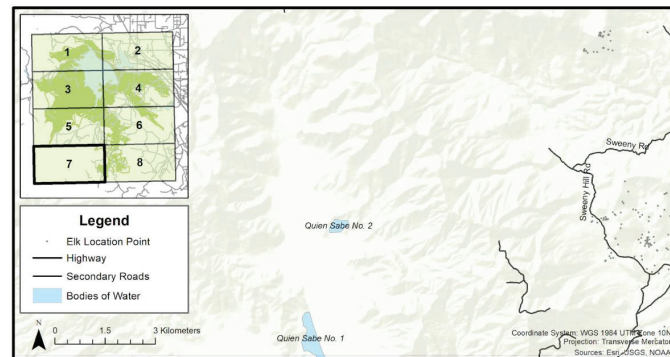 1 2
3 4
5 6
7 8
Legend
Elk Location Point
Highway
Secondary Roads
Bodies of Water
N
0 1.5 3 Kilometers
Sweeny Rd
Sweeny Hill Rd
Quien Sabe No. 2
Quien Sabe No. 1
Coordinate System: WGS 1984 UTM Zone 10N
Projection: Transverse Mercator
Sources: Esri, USGS, NOAA